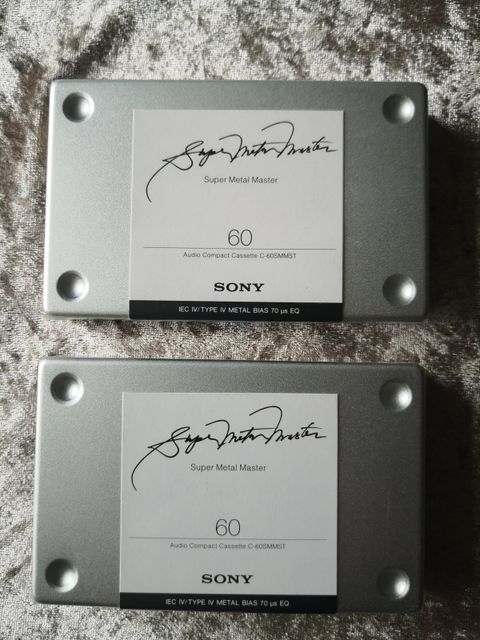 Super Metal Master
Super Metal Master
60
Audio Compact Cassette C-60SMMST
SONY
IEC IV/TYPE IV METAL BIAS 70 µs EQ
Super Metal Master
Super Metal Master
60
Audio Compact Cassette C-60SMMST
SONY
IEC IV/TYPE IV METAL BIAS 70 µs EQ